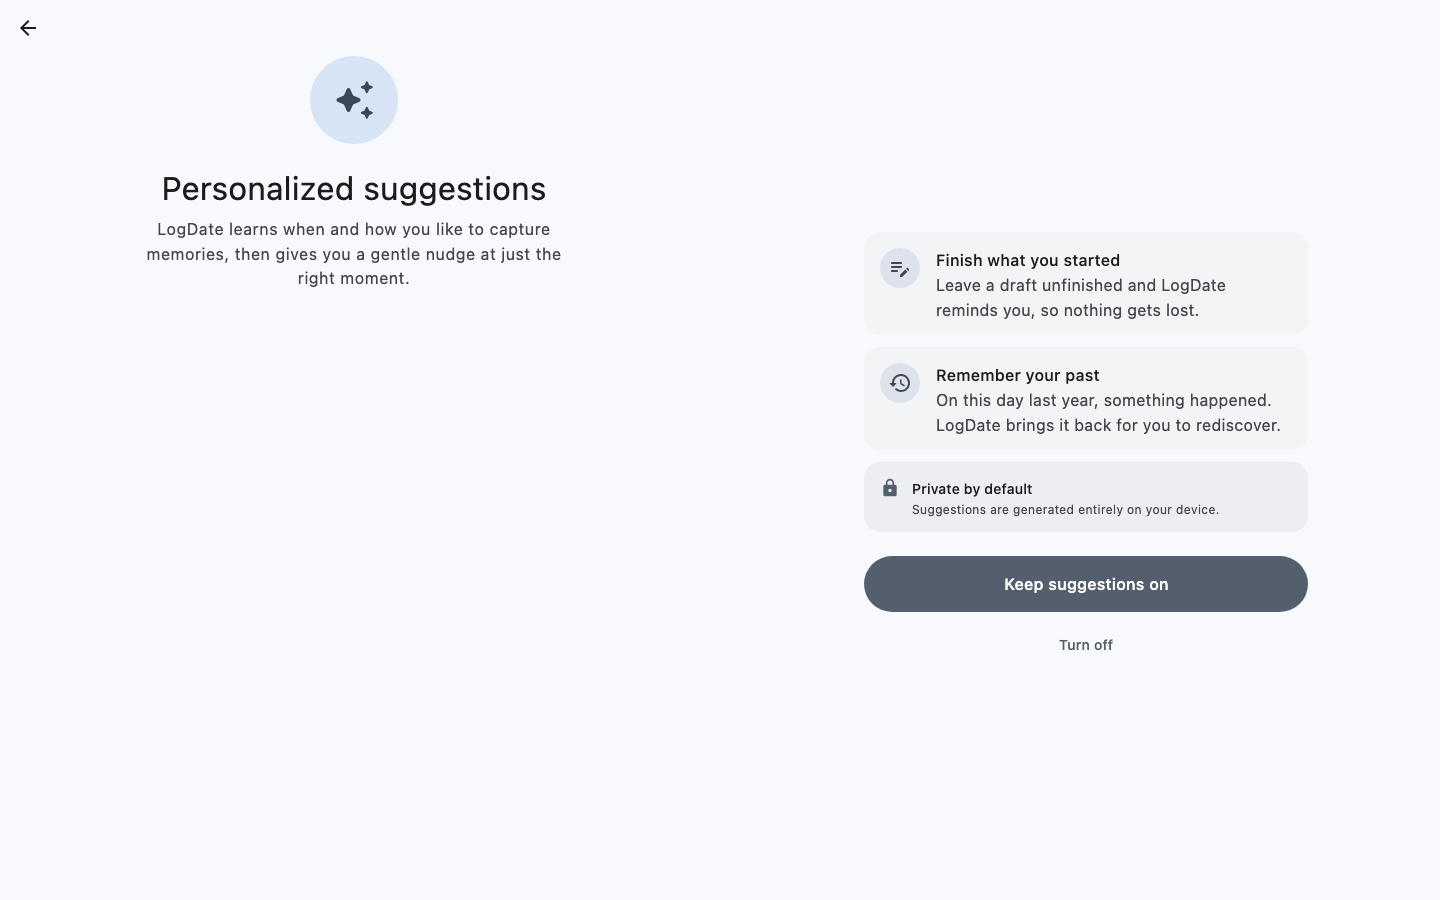 Personalized suggestions
LogDate learns when and how you like to capture
memories, then gives you a gentle nudge at just the
right moment.
Finish what you started
Leave a draft unfinished and LogDate
reminds you, so nothing gets lost.
Remember your past
On this day last year, something happened.
LogDate brings it back for you to rediscover.
Private by default
Suggestions are generated entirely on your device.
Keep suggestions on
Turn off